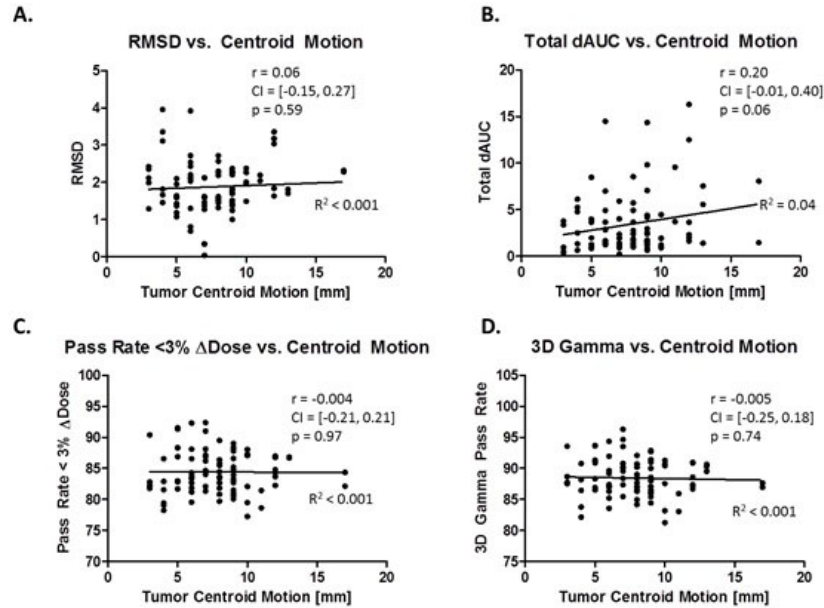 A.
RMSD vs. Centroid Motion
r = 0.06
CI = [-0.15, 0.27]
p = 0.59
5
4
3
2
1
0
RMSD
R² < 0.001
0 5 10 15 20
Tumor Centroid Motion [mm]
B.
Total dAUC vs. Centroid Motion
r = 0.20
CI = [-0.01, 0.40]
p = 0.06
20
15
10
5
0
Total dAUC
R² = 0.04
0 5 10 15 20
Tumor Centroid Motion [mm]
C.
Pass Rate <3% ΔDose vs. Centroid Motion
r = -0.004
CI = [-0.21, 0.21]
p = 0.97
100
95
90
85
80
75
70
Pass Rate < 3% ΔDose
R² < 0.001
0 5 10 15 20
Tumor Centroid Motion [mm]
D.
3D Gamma vs. Centroid Motion
r = -0.005
CI = [-0.25, 0.18]
p = 0.74
105
100
95
90
85
80
75
3D Gamma Pass Rate
R² < 0.001
0 5 10 15 20
Tumor Centroid Motion [mm]